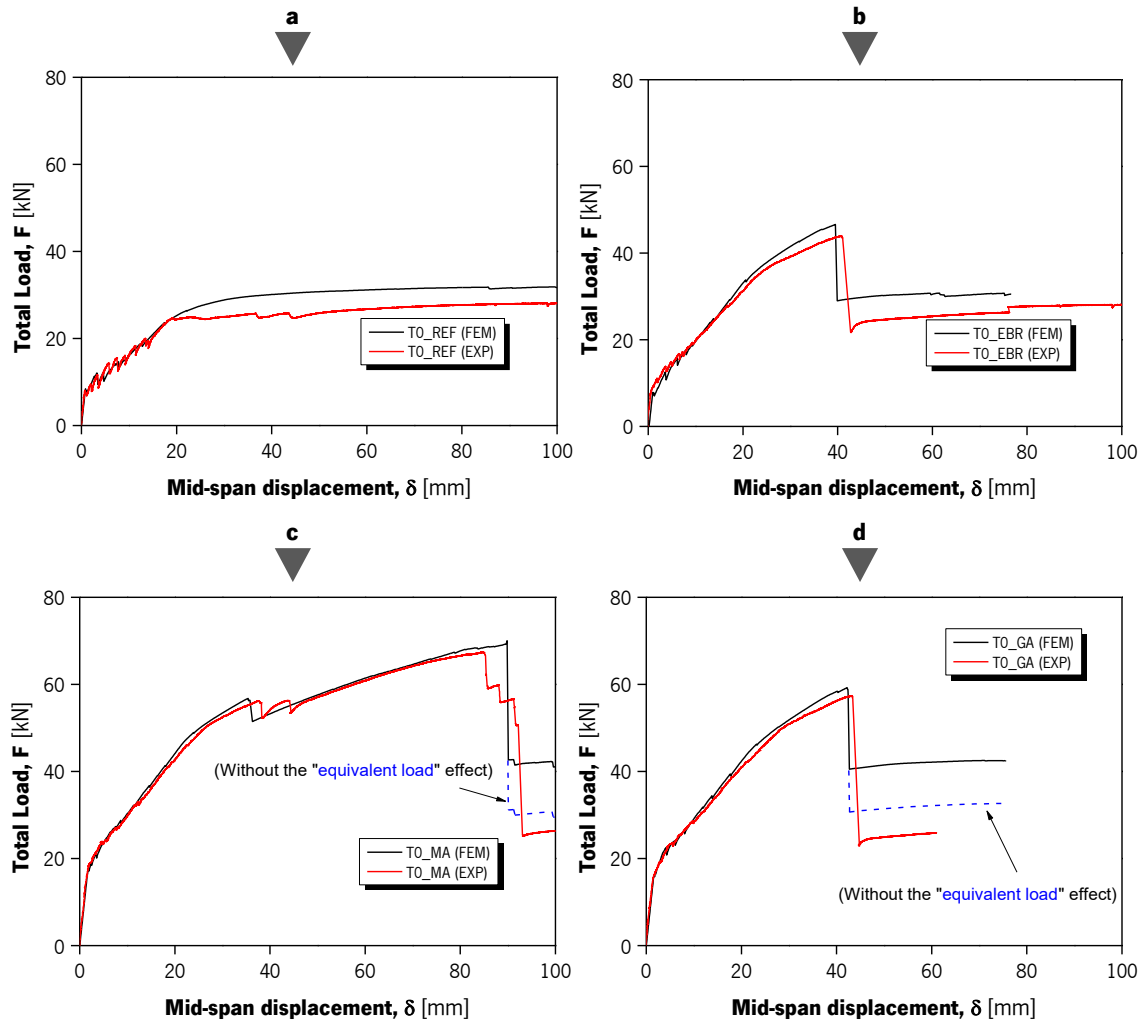 a
80
60
40
20
0
Total Load, F [kN]
T0_REF (FEM)
T0_REF (EXP)
0 20 40 60 80 100
Mid-span displacement, δ [mm]
b
80
60
40
20
0
Total Load, F [kN]
T0_EBR (FEM)
T0_EBR (EXP)
0 20 40 60 80 100
Mid-span displacement, δ [mm]
c
80
60
40
20
0
Total Load, F [kN]
(Without the "equivalent load" effect)
T0_MA (FEM)
T0_MA (EXP)
0 20 40 60 80 100
Mid-span displacement, δ [mm]
d
80
60
40
20
0
Total Load, F [kN]
T0_GA (FEM)
T0_GA (EXP)
(Without the "equivalent load" effect)
0 20 40 60 80 100
Mid-span displacement, δ [mm]